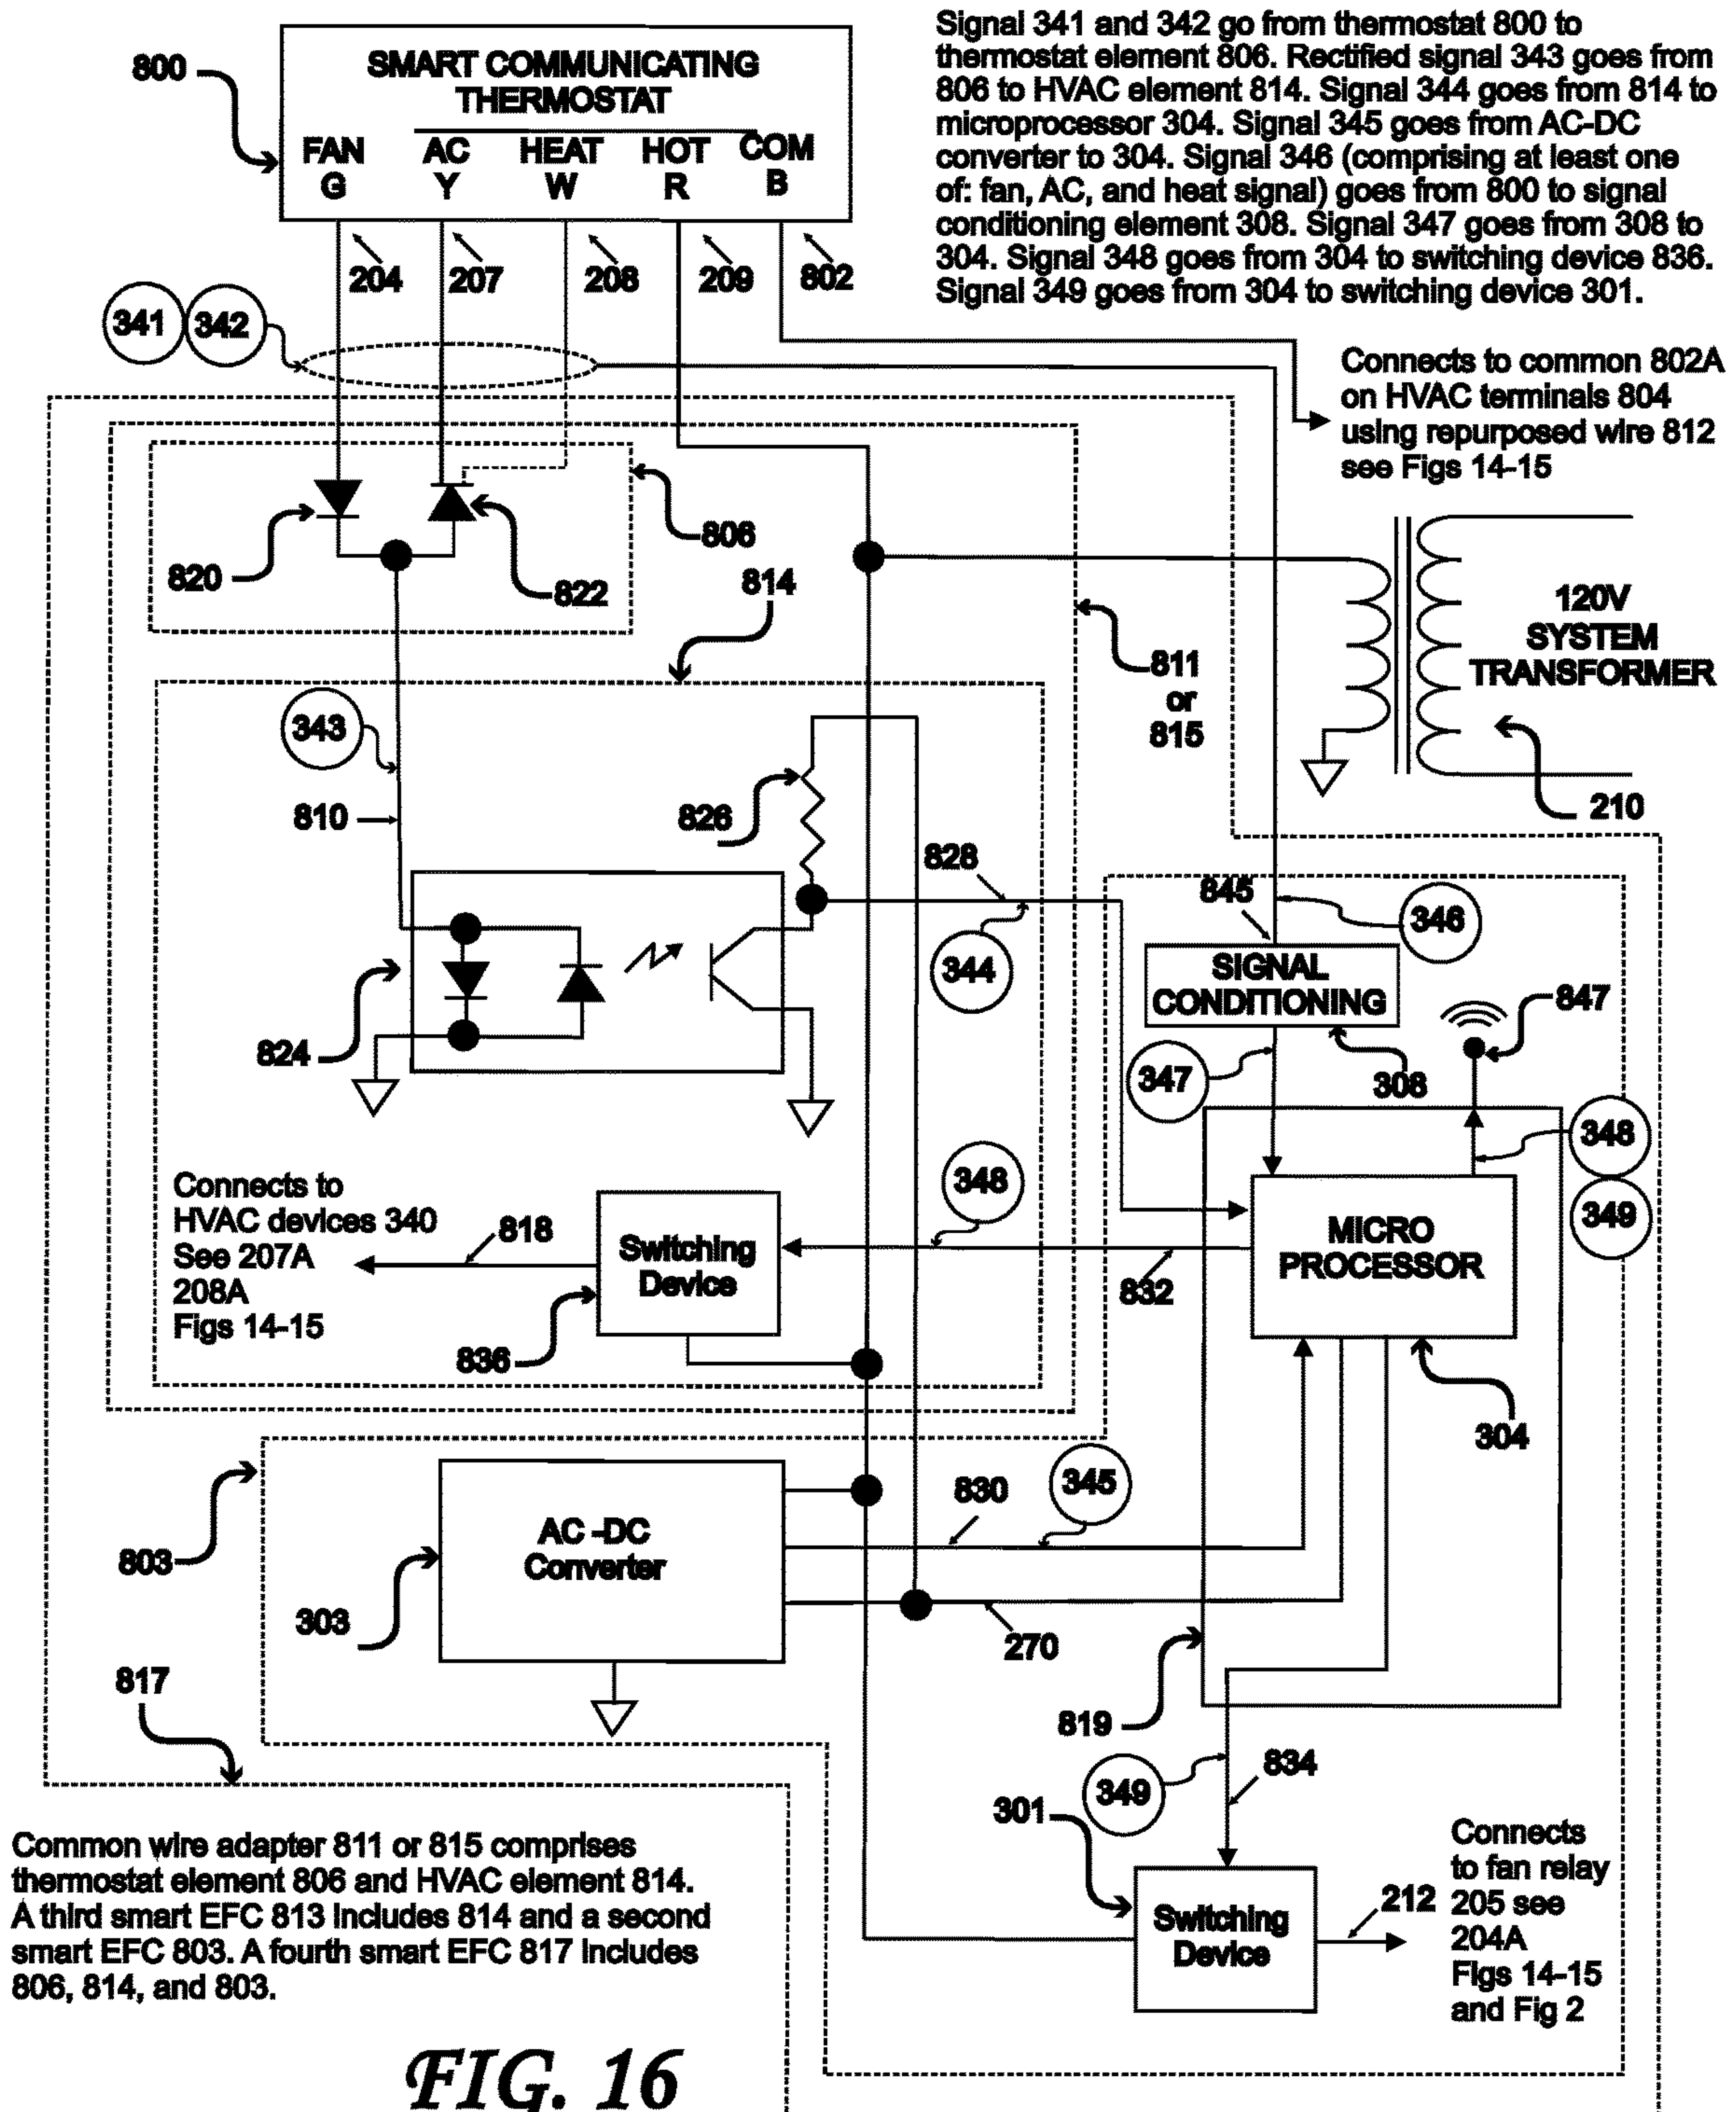 Signal 341 and 342 go from thermostat 800 to
thermostat element 806. Rectified signal 343 goes from
806 to HVAC element 814. Signal 344 goes from 814 to
microprocessor 304. Signal 345 goes from AC-DC
converter to 304. Signal 346 (comprising at least one
of: fan, AC, and heat signal) goes from 800 to signal
conditioning element 308. Signal 347 goes from 308 to
304. Signal 348 goes from 304 to switching device 836.
Signal 349 goes from 304 to switching device 301.
800
SMART COMMUNICATING
THERMOSTAT
FAN AC HEAT HOT COM
G Y W R B
204 207 208 209 802
341 342
Connects to common 802A
on HVAC terminals 804
using repurposed wire 812
see Figs 14-15
806
820
822
814
811
or
815
120V
SYSTEM
TRANSFORMER
210
343
810
826
828
845
346
344
SIGNAL
CONDITIONING
847
824
347
308
348
349
348
Connects to
HVAC devices 340
See 207A
208A
Figs 14-15
818
Switching
Device
836
832
MICRO
PROCESSOR
304
803
AC -DC
Converter
303
830
345
270
817
819
349
834
301
Switching
Device
212
Connects
to fan relay
205 see
204A
Figs 14-15
and Fig 2
Common wire adapter 811 or 815 comprises
thermostat element 806 and HVAC element 814.
A third smart EFC 813 includes 814 and a second
smart EFC 803. A fourth smart EFC 817 includes
806, 814, and 803.
FIG. 16